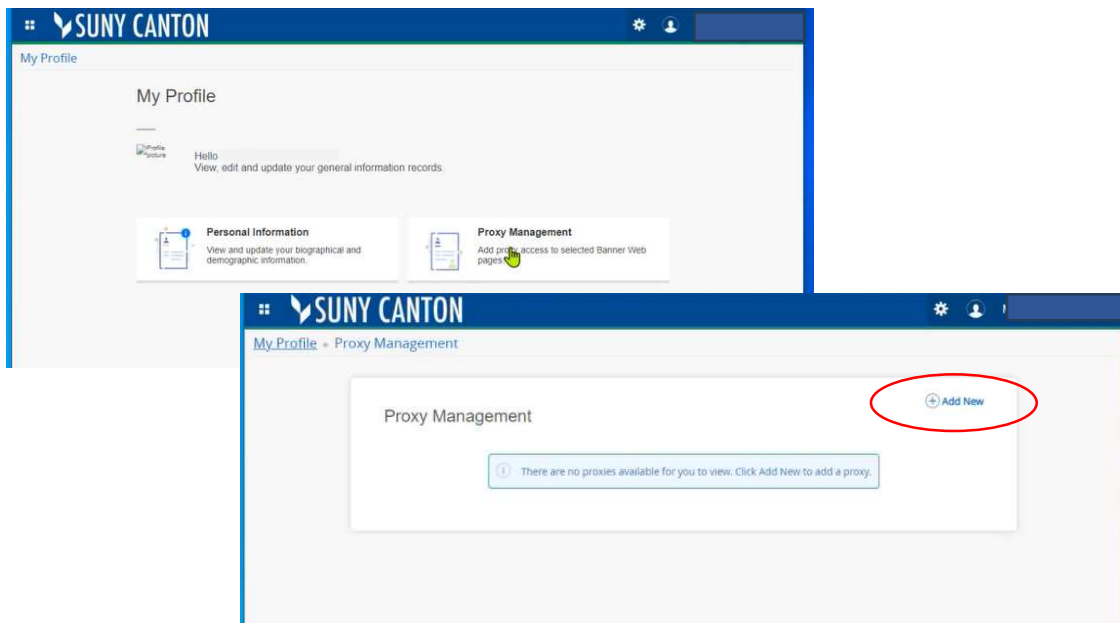 SUNY CANTON
My Profile
My Profile
Profile
picture
Hello
View, edit and update your general information records.
Personal Information
View and update your biographical and
demographic information.
Proxy Management
Add proxy access to selected Banner Web
pages
SUNY CANTON
My Profile • Proxy Management
Proxy Management
Add New
There are no proxies available for you to view. Click Add New to add a proxy.